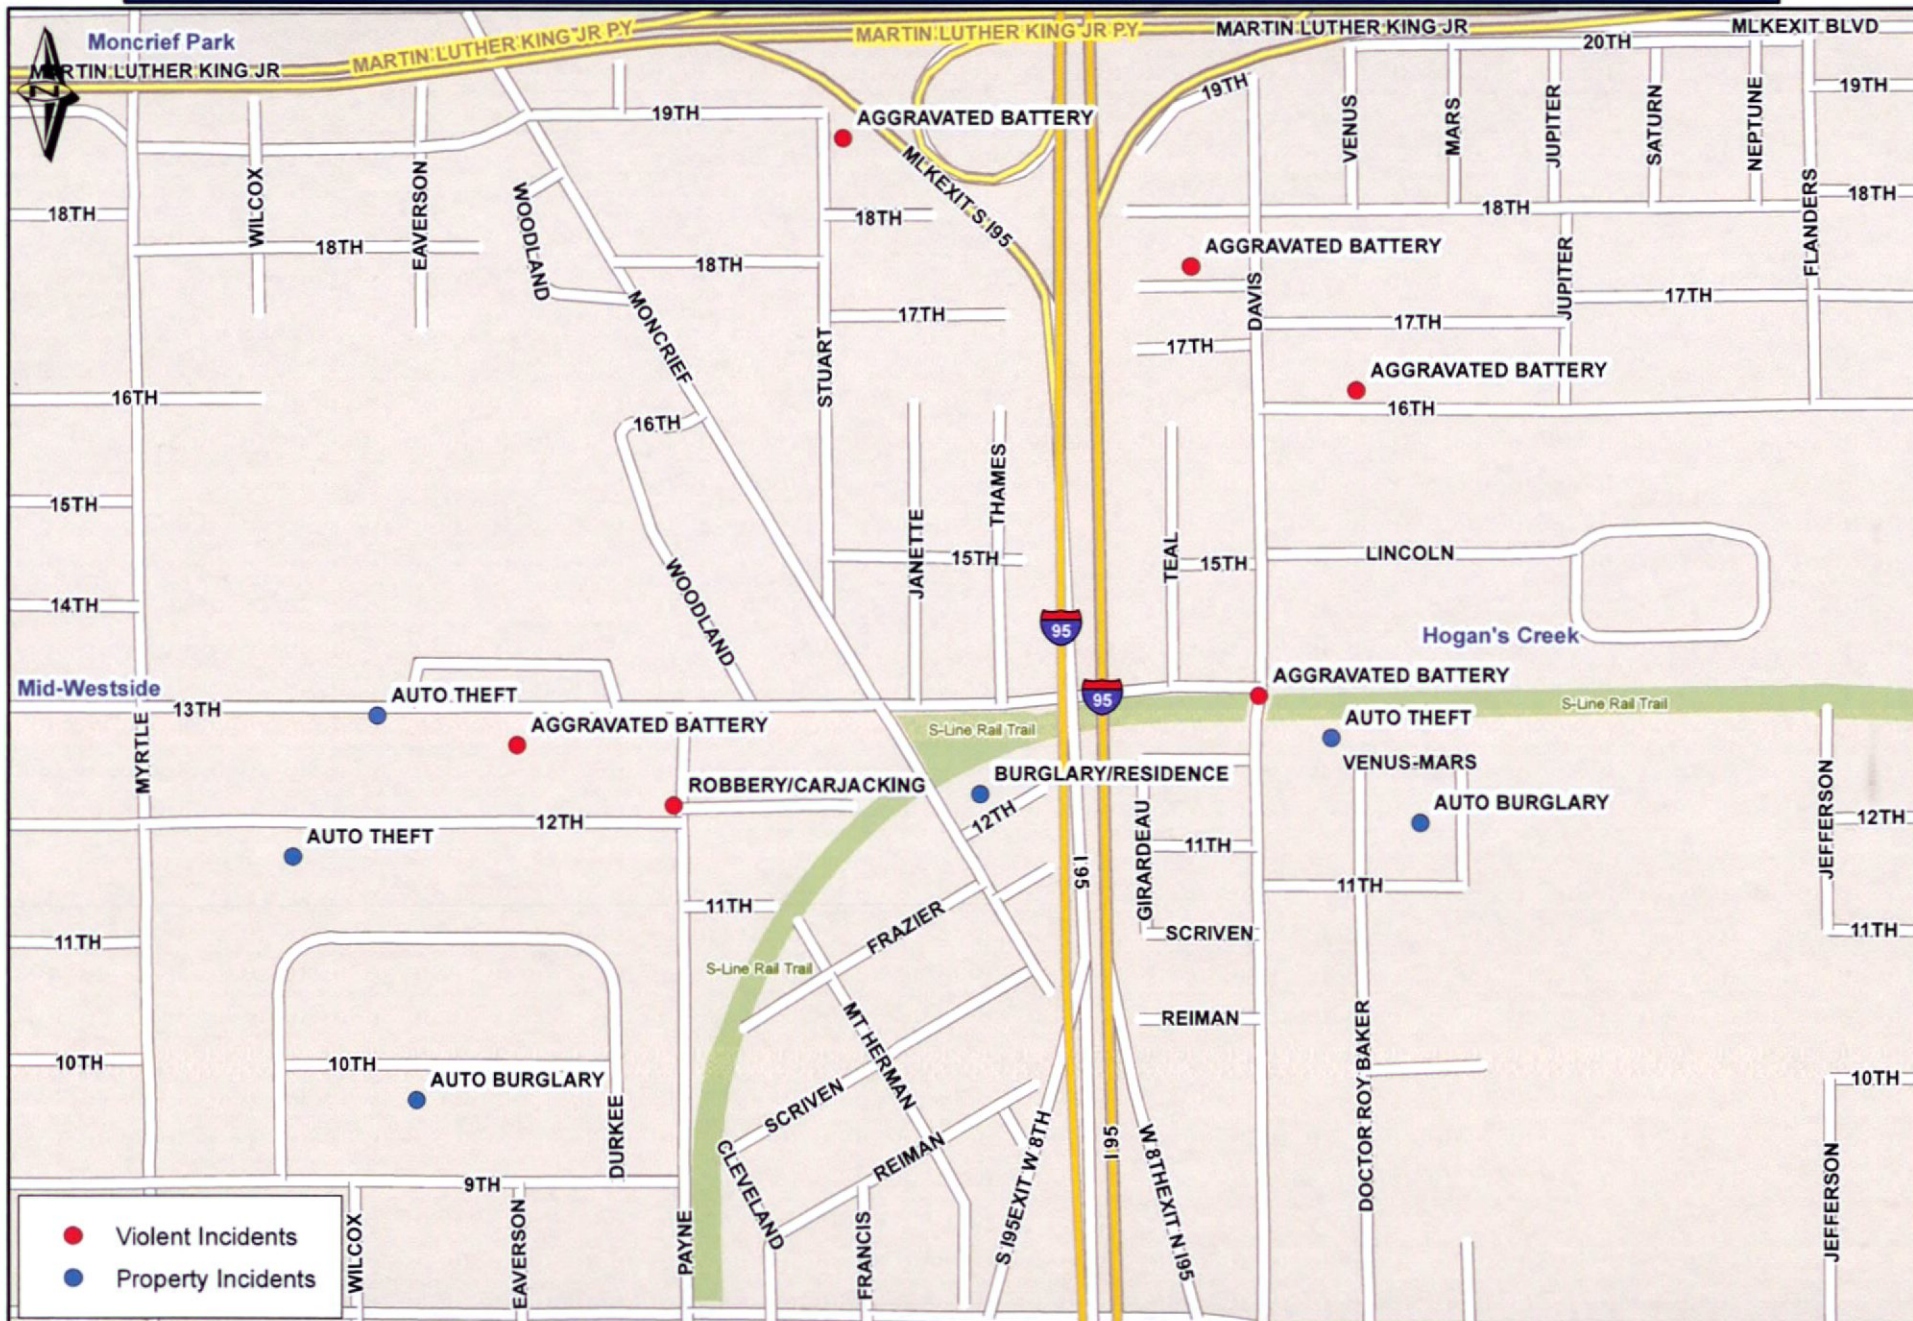 Moncrief Park
MARTIN LUTHER KING JR
MARTIN LUTHER KING JR PY
MARTIN LUTHER KING JR PY
MARTIN LUTHER KING JR
MLKEXIT BLVD
20TH
N
19TH
AGGRAVATED BATTERY
19TH
19TH
VENUS
MARS
JUPITER
SATURN
NEPTUNE
FLANDERS
WILCOX
EAVERSON
WOODLAND
MLKEXIT S I95
18TH
18TH
18TH
18TH
18TH
18TH
AGGRAVATED BATTERY
DAVIS
JUPITER
MONCRIEF
STUART
17TH
17TH
17TH
17TH
AGGRAVATED BATTERY
16TH
16TH
16TH
15TH
JANETTE
THAMES
TEAL
15TH
15TH
LINCOLN
14TH
WOODLAND
95
Hogan's Creek
Mid-Westside
AUTO THEFT
95
AGGRAVATED BATTERY
13TH
S-Line Rail Trail
S-Line Rail Trail
MYRTLE
AGGRAVATED BATTERY
AUTO THEFT
VENUS-MARS
ROBBERY/CARJACKING
BURGLARY/RESIDENCE
AUTO BURGLARY
12TH
12TH
12TH
AUTO THEFT
GIRARDEAU
11TH
JEFFERSON
I 95
11TH
11TH
FRAZIER
11TH
SCRIVEN
11TH
S-Line Rail Trail
MT HERMAN
REIMAN
DOCTOR ROY BAKER
10TH
10TH
AUTO BURGLARY
10TH
DURKEE
SCRIVEN
REIMAN
CLEVELAND
S I95EXIT W 8TH
I 95
W 8THEXIT N I95
JEFFERSON
9TH
WILCOX
EAVERSON
PAYNE
FRANCIS
Violent Incidents
Property Incidents